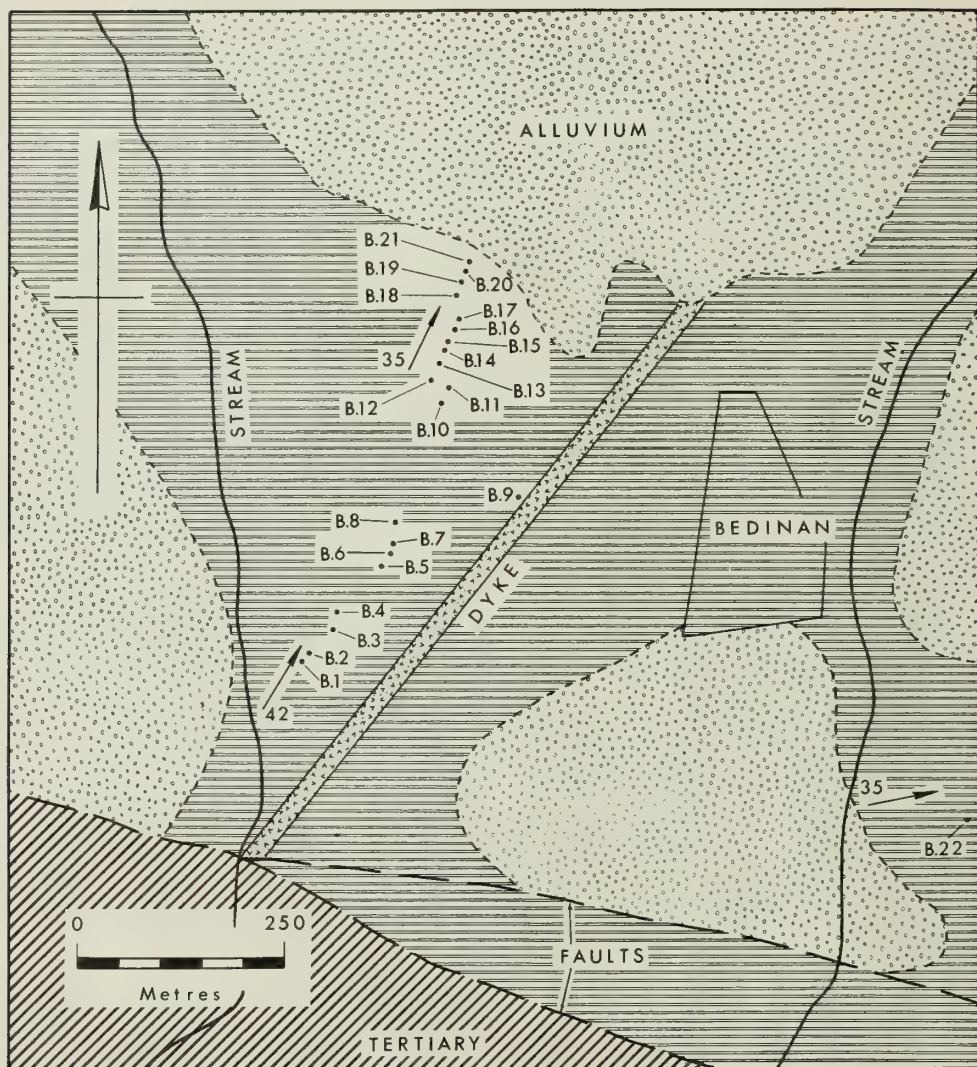 ALLUVIUM
B.21
B.19
B.20
B.18
B.17
B.16
B.15
35
B.14
B.13
B.12
B.11
B.10
STREAM
STREAM
B.9
B.8
B.7
B.6
B.5
BEDINAN
DYKE
B.4
B.3
B.2
B.1
42
35
B.22
0 250
Metres
FAULTS
TERTIARY